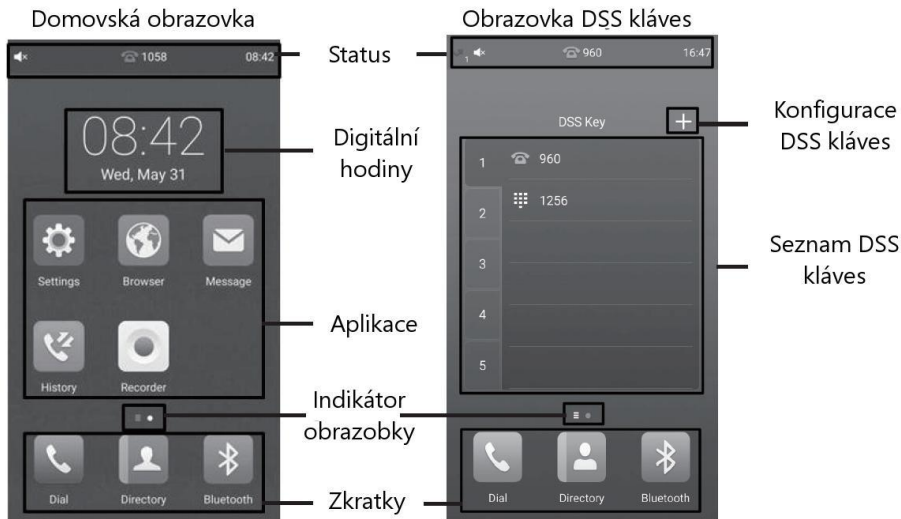 Domovská obrazovka
Obrazovka DSS kláves
1058
08:42
Status
1
960
16:47
08:42
Wed, May 31
Digitální
hodiny
DSS Key
Konfigurace
DSS kláves
1
960
2
1256
3
4
5
Seznam DSS
kláves
Settings
Browser
Message
History
Recorder
Aplikace
Indikátor
obrazobky
Dial
Directory
Bluetooth
Zkratky
Dial
Directory
Bluetooth